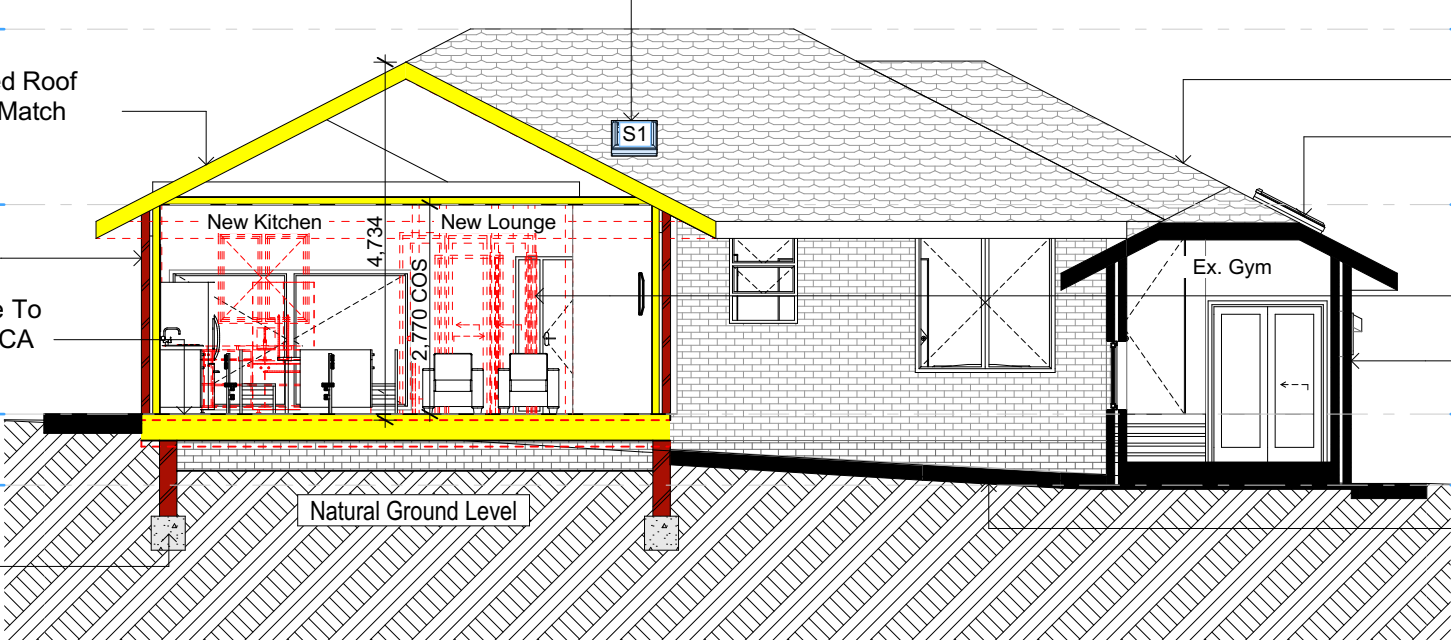 ed Roof
Match
S1
New Kitchen
New Lounge
4,734
2,770 COS
Ex. Gym
e To
CA
Natural Ground Level